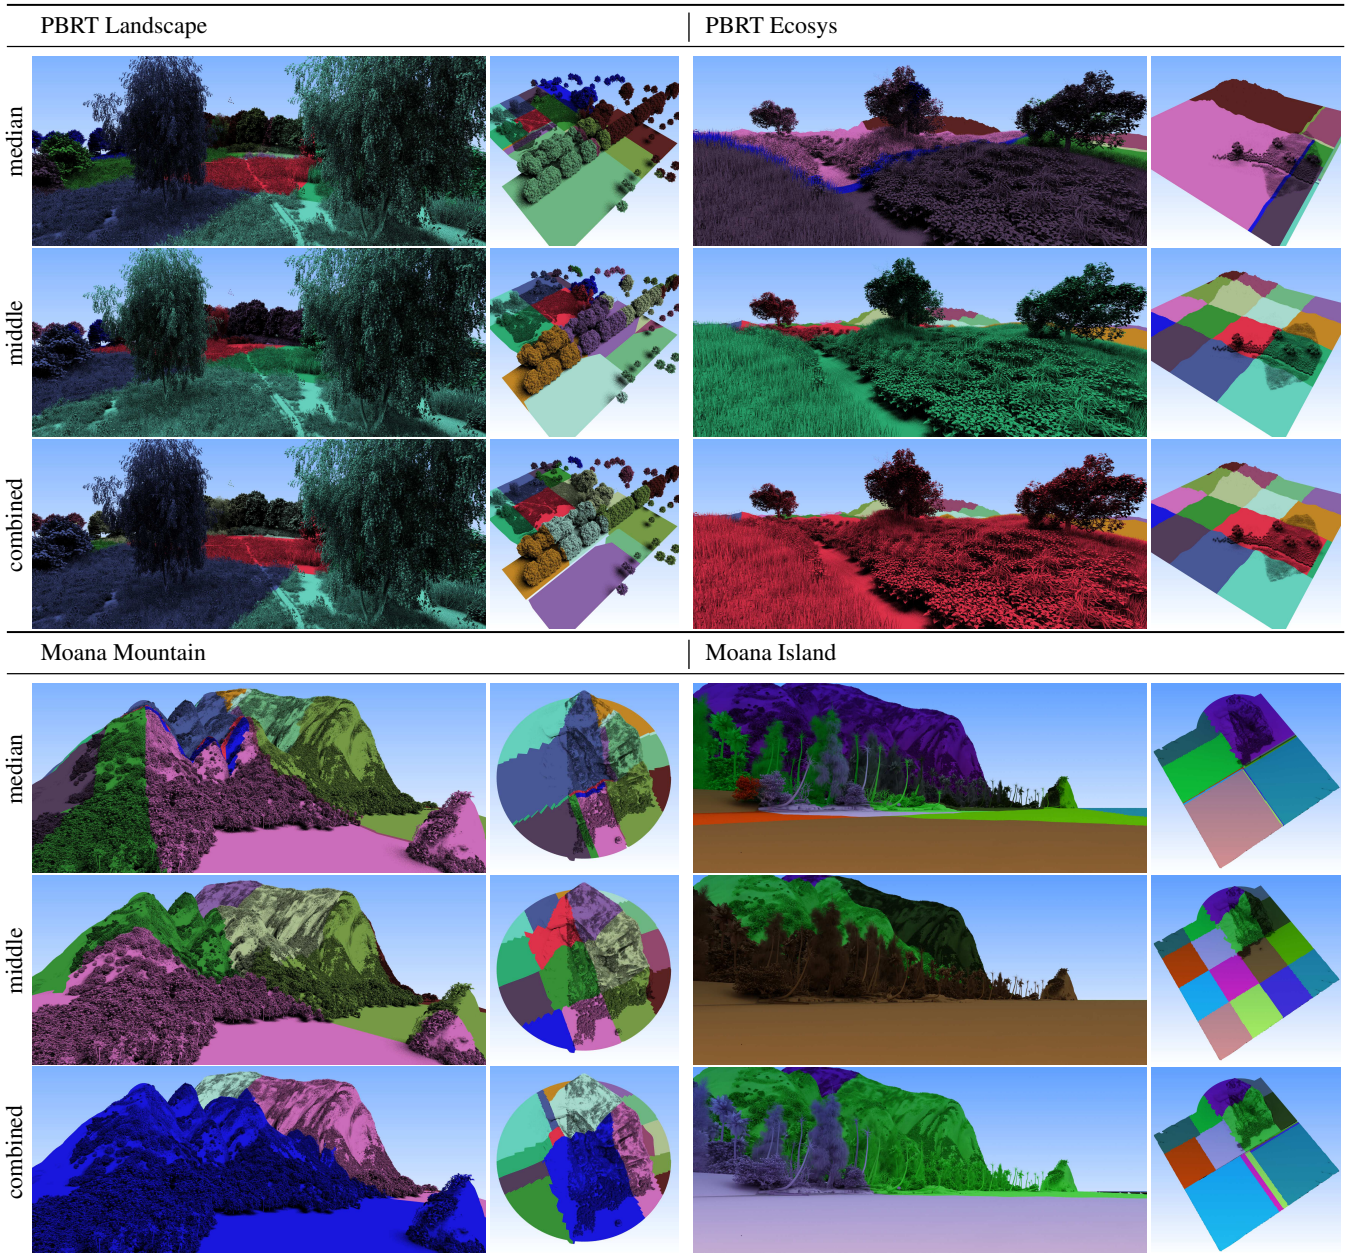 PBRT Landscape
PBRT Ecosys
median
middle
combined
Moana Mountain
Moana Island
median
middle
combined